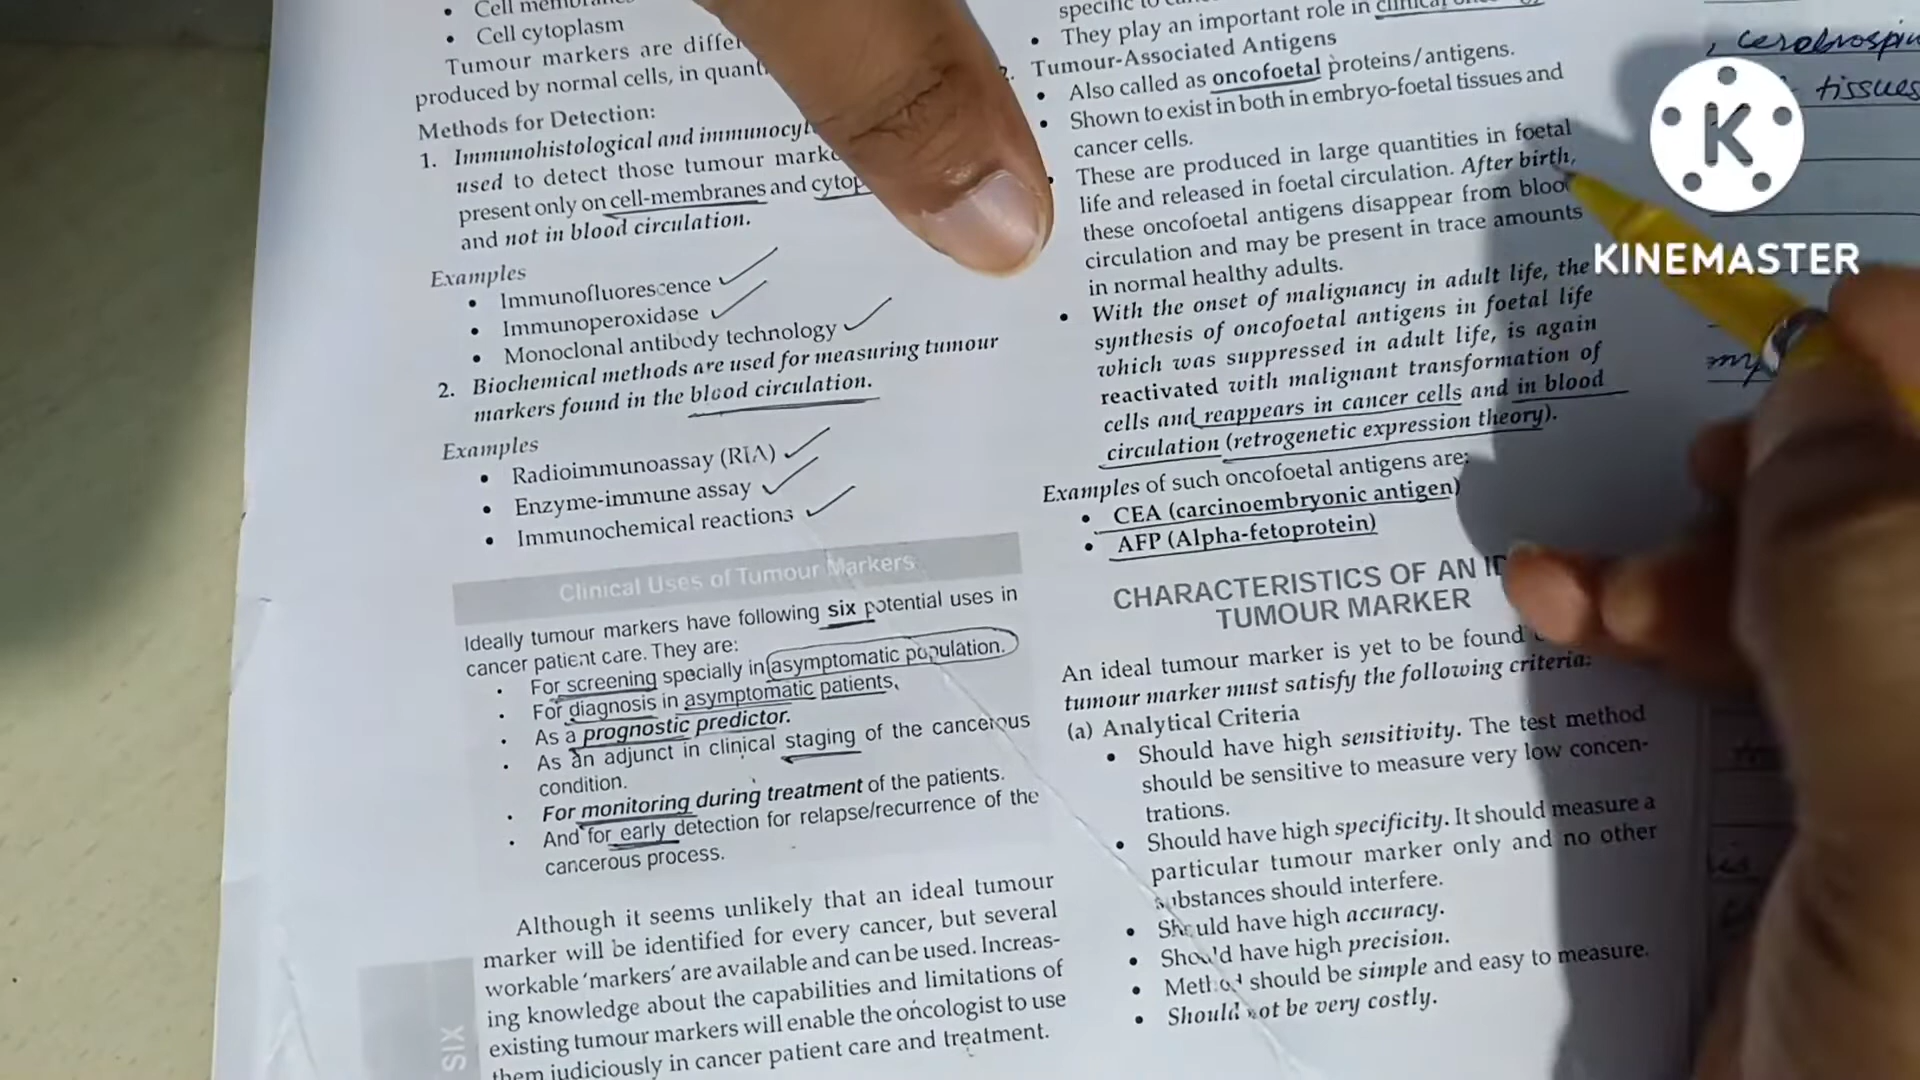 • Cell
• Cell cytoplasm
Tumour markers are
produced by normal cells, in
Methods for Detection:
1. Immunohistological and
used to detect those tumour
present only on cell-membranes and
and not in blood circulation.
Examples
• Immunofluorescence
• Immunoperoxidase
• Monoclonal antibody technology
2. Biochemical methods are used for measuring tumour
markers found in the blood circulation.
Examples
• Radioimmunoassay (RIA)
• Enzyme-immune assay
• Immunochemical reactions
Clinical Uses of Tumour Markers
Ideally tumour markers have following six potential uses in
cancer patient care. They are:
• For screening specially in asymptomatic population.
• For diagnosis in asymptomatic patients.
• As a prognostic predictor.
• As an adjunct in clinical staging of the cancerous
condition.
• For monitoring during treatment of the patients.
• And for early detection for relapse/recurrence of the
cancerous process.
Although it seems unlikely that an ideal tumour
marker will be identified for every cancer, but several
workable 'markers' are available and can be used. Increas-
ing knowledge about the capabilities and limitations of
existing tumour markers will enable the oncologist to use
them judiciously in cancer patient care and treatment.
SIX
specific to
• They play an important role in clinical
Tumour-Associated Antigens
• Also called as oncofoetal proteins/antigens.
• Shown to exist in both in embryo-foetal tissues and
cancer cells.
• These are produced in large quantities in foetal
life and released in foetal circulation. After birth,
these oncofoetal antigens disappear from blood
circulation and may be present in trace amounts
in normal healthy adults.
• With the onset of malignancy in adult life, the
synthesis of oncofoetal antigens in foetal life
which was suppressed in adult life, is again
reactivated with malignant transformation of
cells and reappears in cancer cells and in blood
circulation (retrogenetic expression theory).
Examples of such oncofoetal antigens are:
• CEA (carcinoembryonic antigen)
• AFP (Alpha-fetoprotein)
CHARACTERISTICS OF AN
TUMOUR MARKER
An ideal tumour marker is yet to be found
tumour marker must satisfy the following criteria:
(a) Analytical Criteria
• Should have high sensitivity. The test method
should be sensitive to measure very low concen-
trations.
• Should have high specificity. It should measure a
particular tumour marker only and no other
substances should interfere.
• Should have high accuracy.
• Should have high precision.
• Method should be simple and easy to measure.
• Should not be very costly.
tissues
K
KINEMASTER